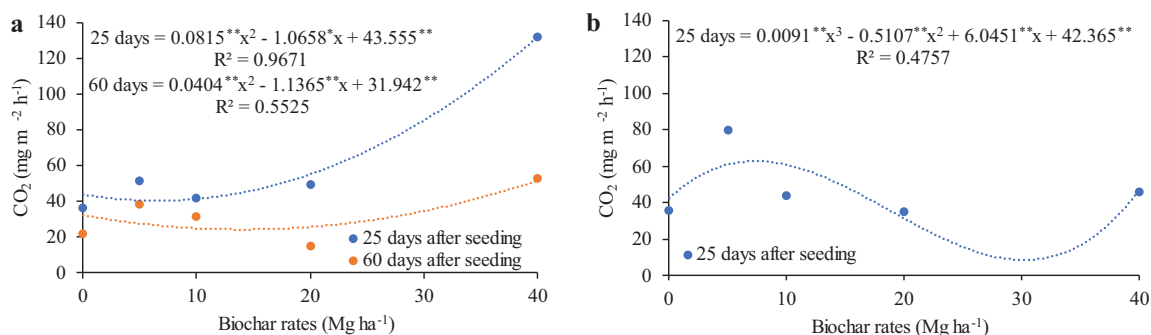 a
25 days = 0.0815**x² - 1.0658*x + 43.555**
R² = 0.9671
60 days = 0.0404**x² - 1.1365**x + 31.942**
R² = 0.5525
CO₂ (mg m⁻² h⁻¹)
140
120
100
80
60
40
20
0
25 days after seeding
60 days after seeding
0 10 20 30 40
Biochar rates (Mg ha⁻¹)
b
25 days = 0.0091**x³ - 0.5107**x² + 6.0451**x + 42.365**
R² = 0.4757
CO₂ (mg m⁻² h⁻¹)
140
120
100
80
60
40
20
0
25 days after seeding
0 10 20 30 40
Biochar rates (Mg ha⁻¹)